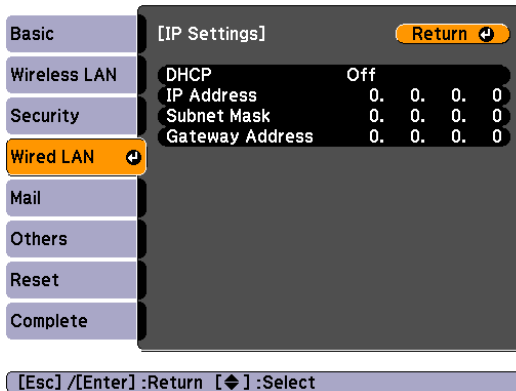 Basic
Wireless LAN
Security
Wired LAN
Mail
Others
Reset
Complete
[IP Settings]
Return
DHCP Off
IP Address 0. 0. 0. 0
Subnet Mask 0. 0. 0. 0
Gateway Address 0. 0. 0. 0
[Esc] /[Enter] :Return [◆] :Select